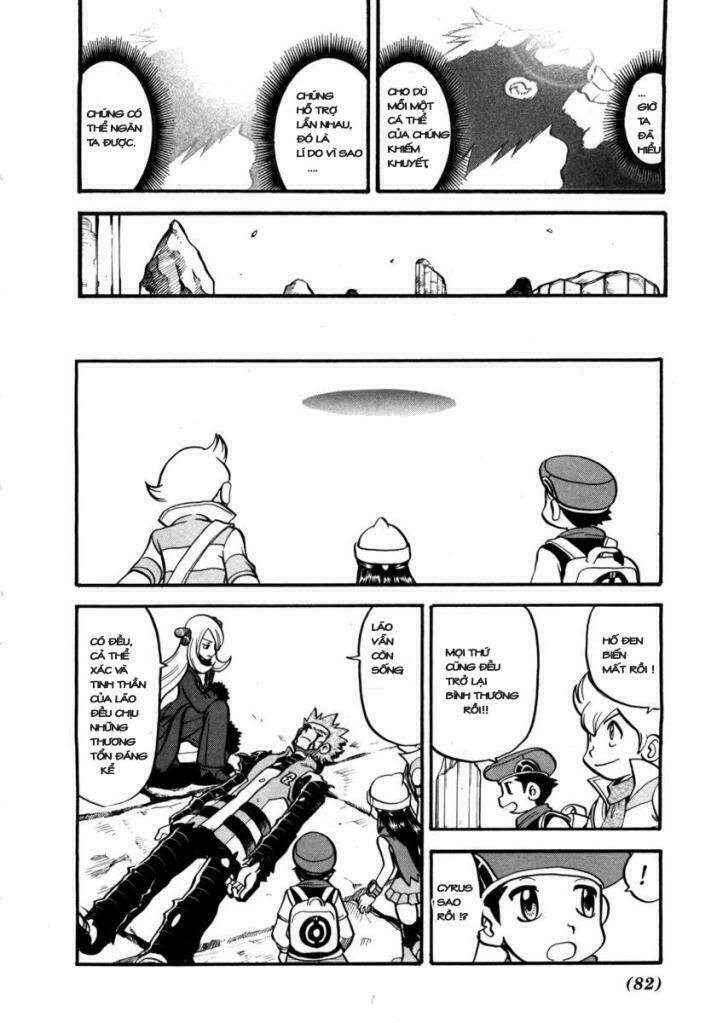 ...
GIỜ
TA
ĐÃ
HIỂU
CHO DÙ
MỖI MỘT
CÁ THỂ
CỦA CHÚNG
KHIẾM
KHUYẾT,
CHÚNG
HỖ TRỢ
LẪN NHAU,
ĐÓ LÀ
LÍ DO VÌ SAO
....
CHÚNG CÓ
THỂ NGĂN
TA ĐƯỢC.
HỐ ĐEN
BIẾN
MẤT RỒI !
MỌI THỨ
CŨNG ĐỀU
TRỞ LẠI
BÌNH THƯỜNG
RỒI!!
!
CYRUS
SAO
RỒI !?
LÃO
VẪN
CÒN
SỐNG
CÓ ĐỀU,
CẢ THỂ
XÁC VÀ
TINH THẦN
CỦA LÃO
ĐỀU CHỊU
NHỮNG
THƯƠNG
TỔN ĐÁNG
KỂ
(82)